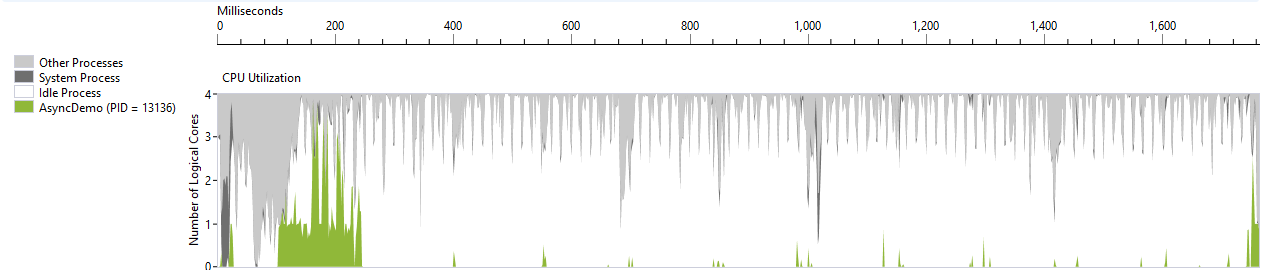 Milliseconds
0 200 400 600 800 1,000 1,200 1,400 1,600
Other Processes
System Process
Idle Process
AsyncDemo (PID = 13136)
CPU Utilization
Number of Logical Cores
4
3
2
1
0